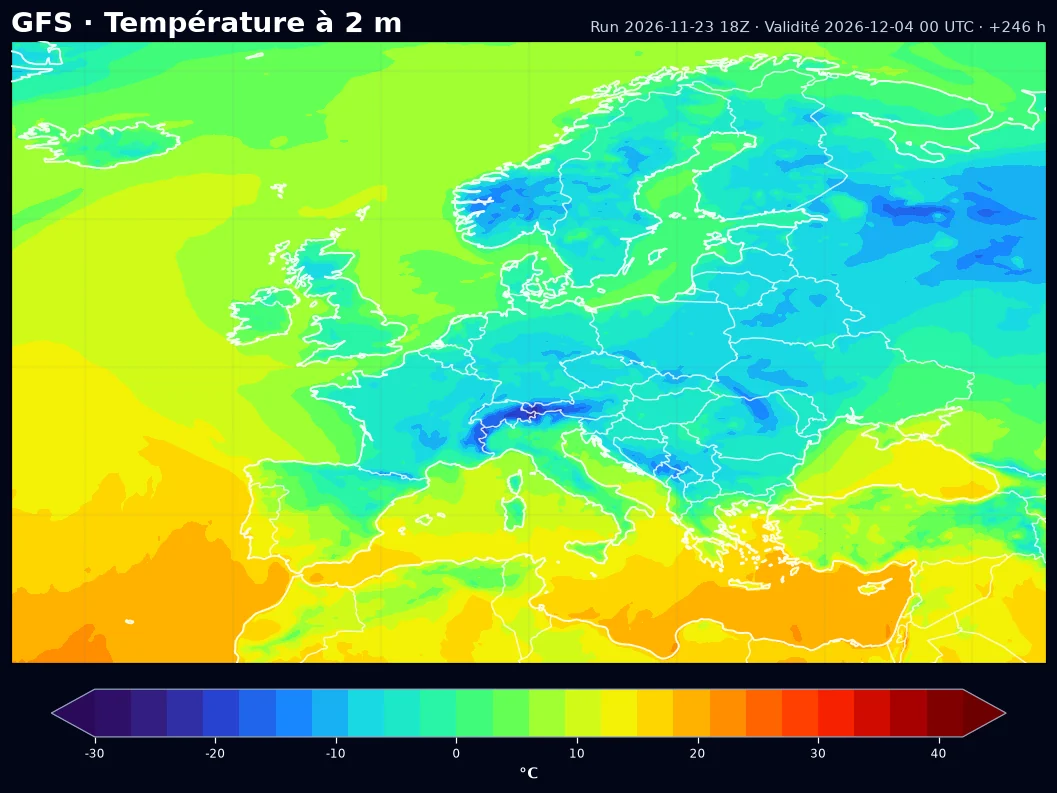 GFS · Température à 2 m
Run 2026-11-23 18Z · Validité 2026-12-04 00 UTC · +246 h
-30 -20 -10 0 10 20 30 40
°C